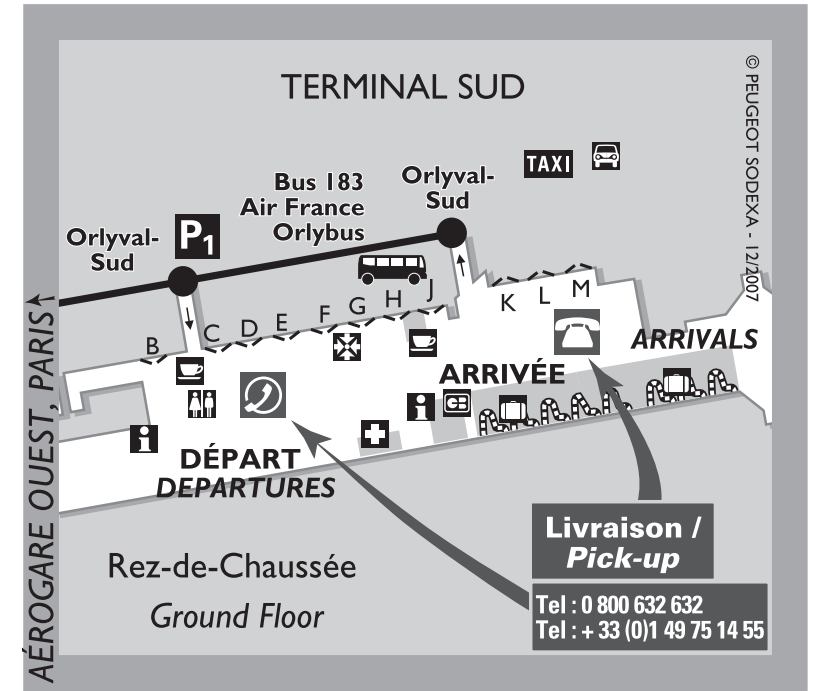 TERMINAL SUD
© PEUGEOT SODEXA - 12/2007
TAXI
Bus 183
Air France
Orlybus
Orlyval-
Sud
Orlyval-
Sud
P1
B
C
D
E
F
G
H
J
K
L
M
ARRIVALS
ARRIVÉE
i
i
DÉPART
DEPARTURES
AÉROGARE OUEST, PARIS
Livraison /
Pick-up
Rez-de-Chaussée
Ground Floor
Tel : 0 800 632 632
Tel : + 33 (0)1 49 75 14 55